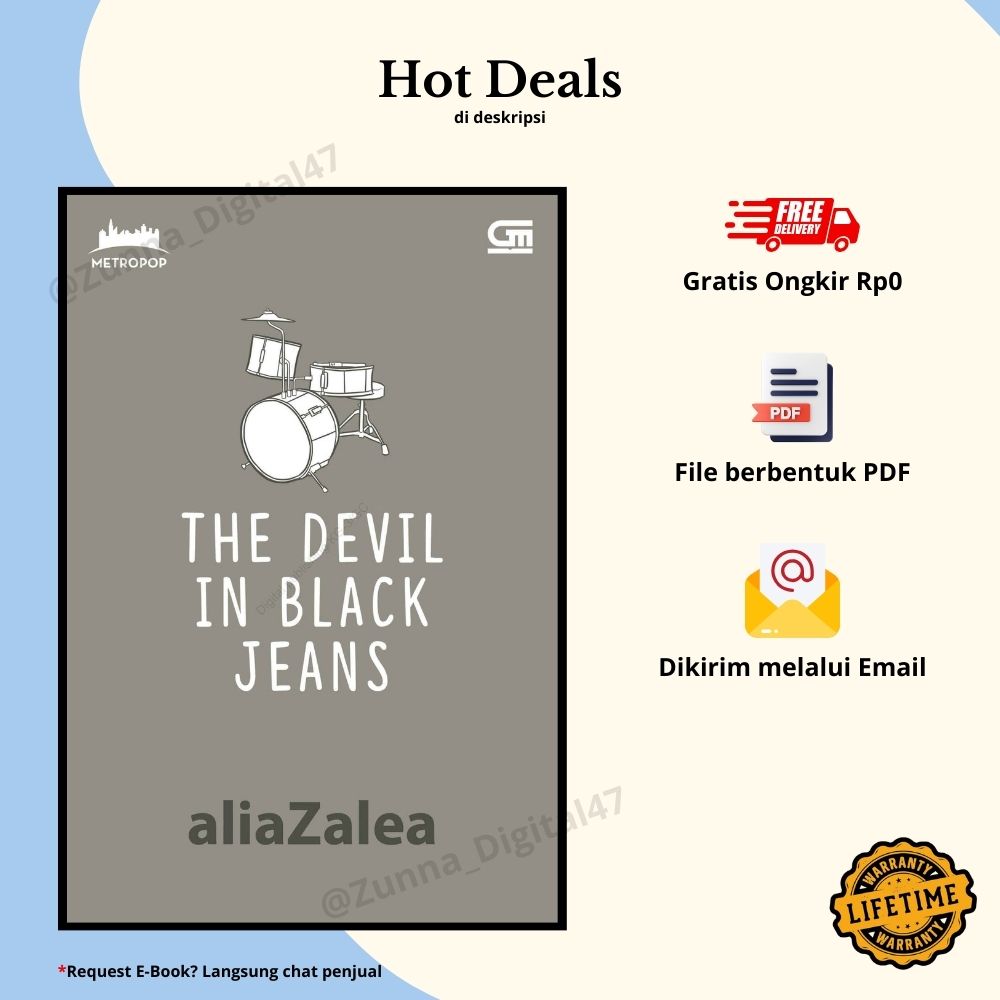 Hot Deals
di deskripsi
@Zunna_Digital47
METROPOP
GM
FREE
DELIVERY
Gratis Ongkir Rp0
PDF
File berbentuk PDF
@
Dikirim melalui Email
THE DEVIL
IN BLACK
JEANS
aliaZalea
@Zunna_Digital47
WARRANTY
LIFETIME
WARRANTY
*Request E-Book? Langsung chat penjual